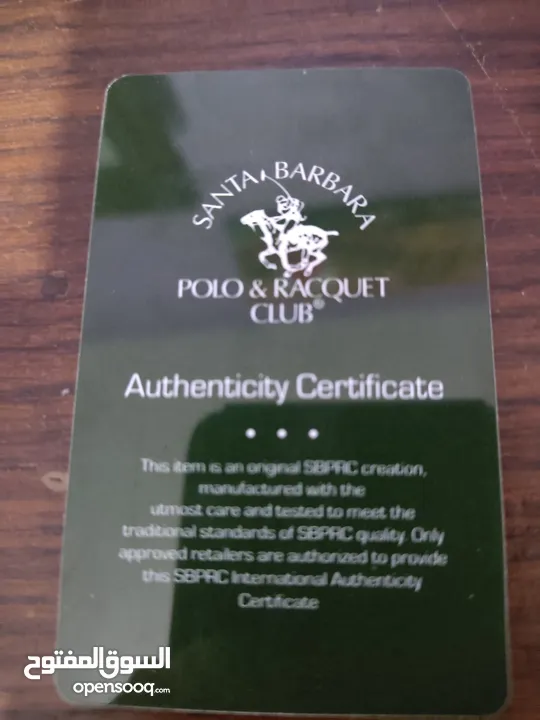 SANTA BARBARA
POLO & RACQUET
CLUB®
Authenticity Certificate
• • •
This item is an original SBPRC creation,
manufactured with the
utmost care and tested to meet the
traditional standards of SBPRC quality. Only
approved retailers are authorized to provide
this SBPRC International Authenticity
Certificate
السوق المفتوح
opensooq.com